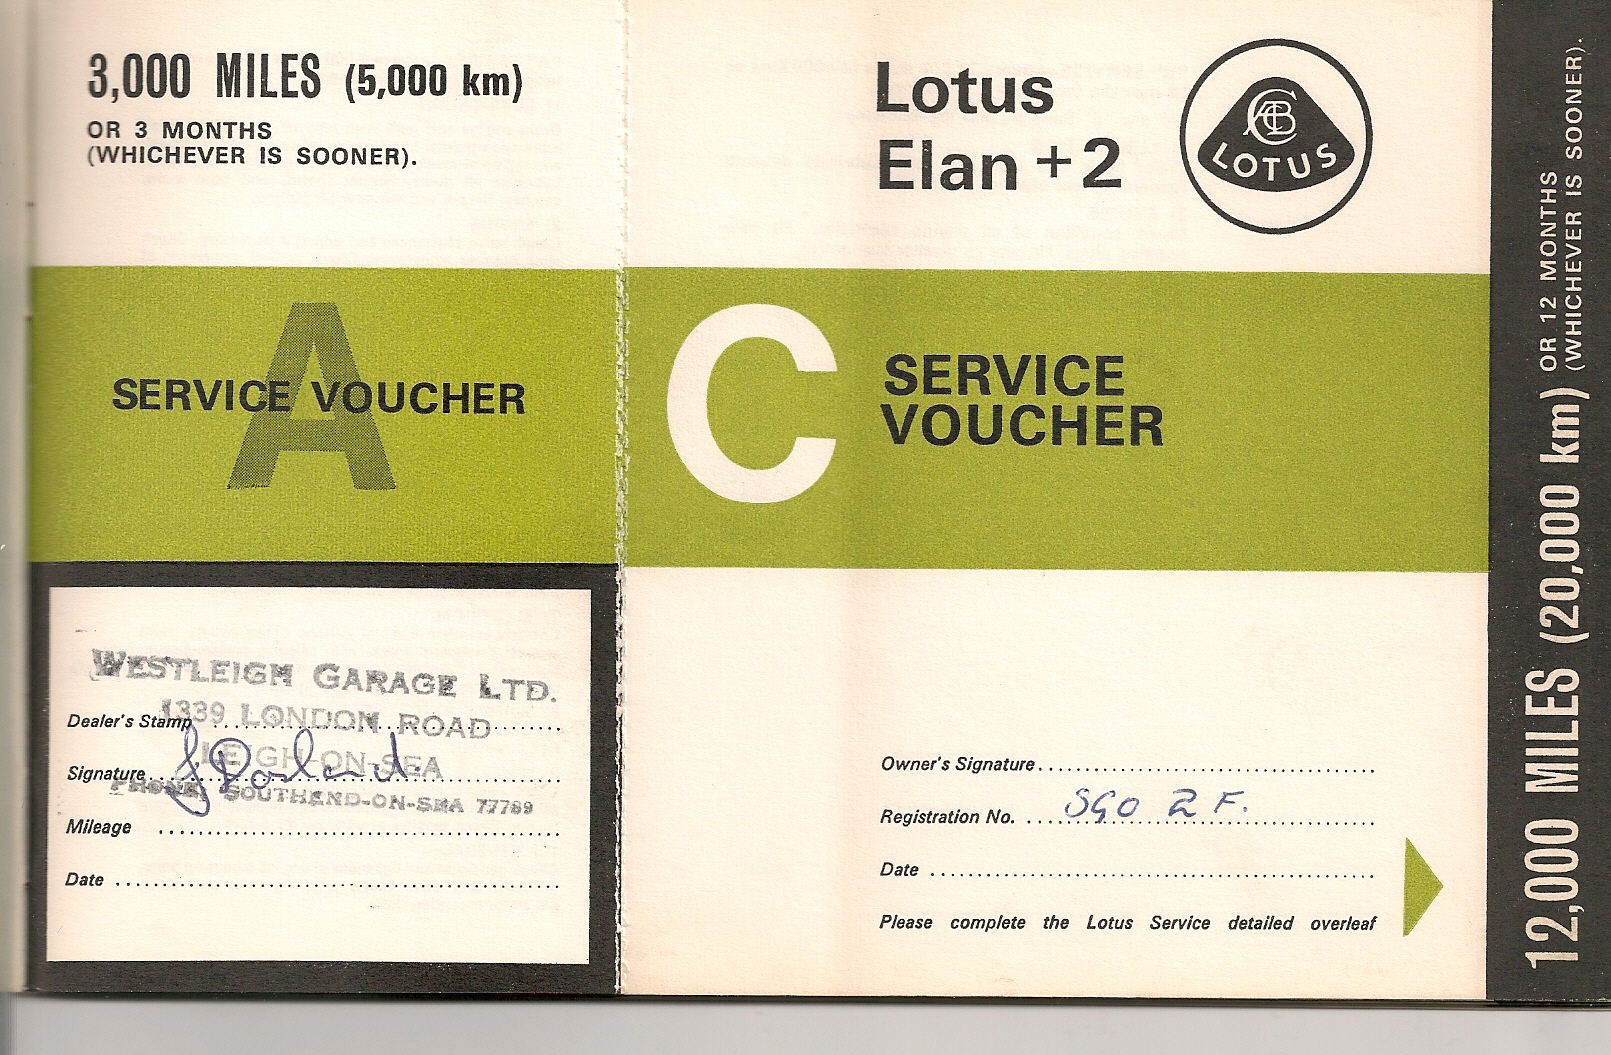 3,000 MILES (5,000 km)
OR 3 MONTHS
(WHICHEVER IS SOONER).
A
SERVICE VOUCHER
WESTLEIGH GARAGE LTD.
1339 LONDON ROAD
LEIGH-ON-SEA
PHONE, SOUTHEND-ON-SEA 77789
Dealer's Stamp
Signature
Mileage
Date
Lotus
Elan +2
ACBC
LOTUS
C
SERVICE
VOUCHER
Owner's Signature
Registration No. SGO 2 F.
Date
Please complete the Lotus Service detailed overleaf
12,000 MILES (20,000 km) OR 12 MONTHS
(WHICHEVER IS SOONER).